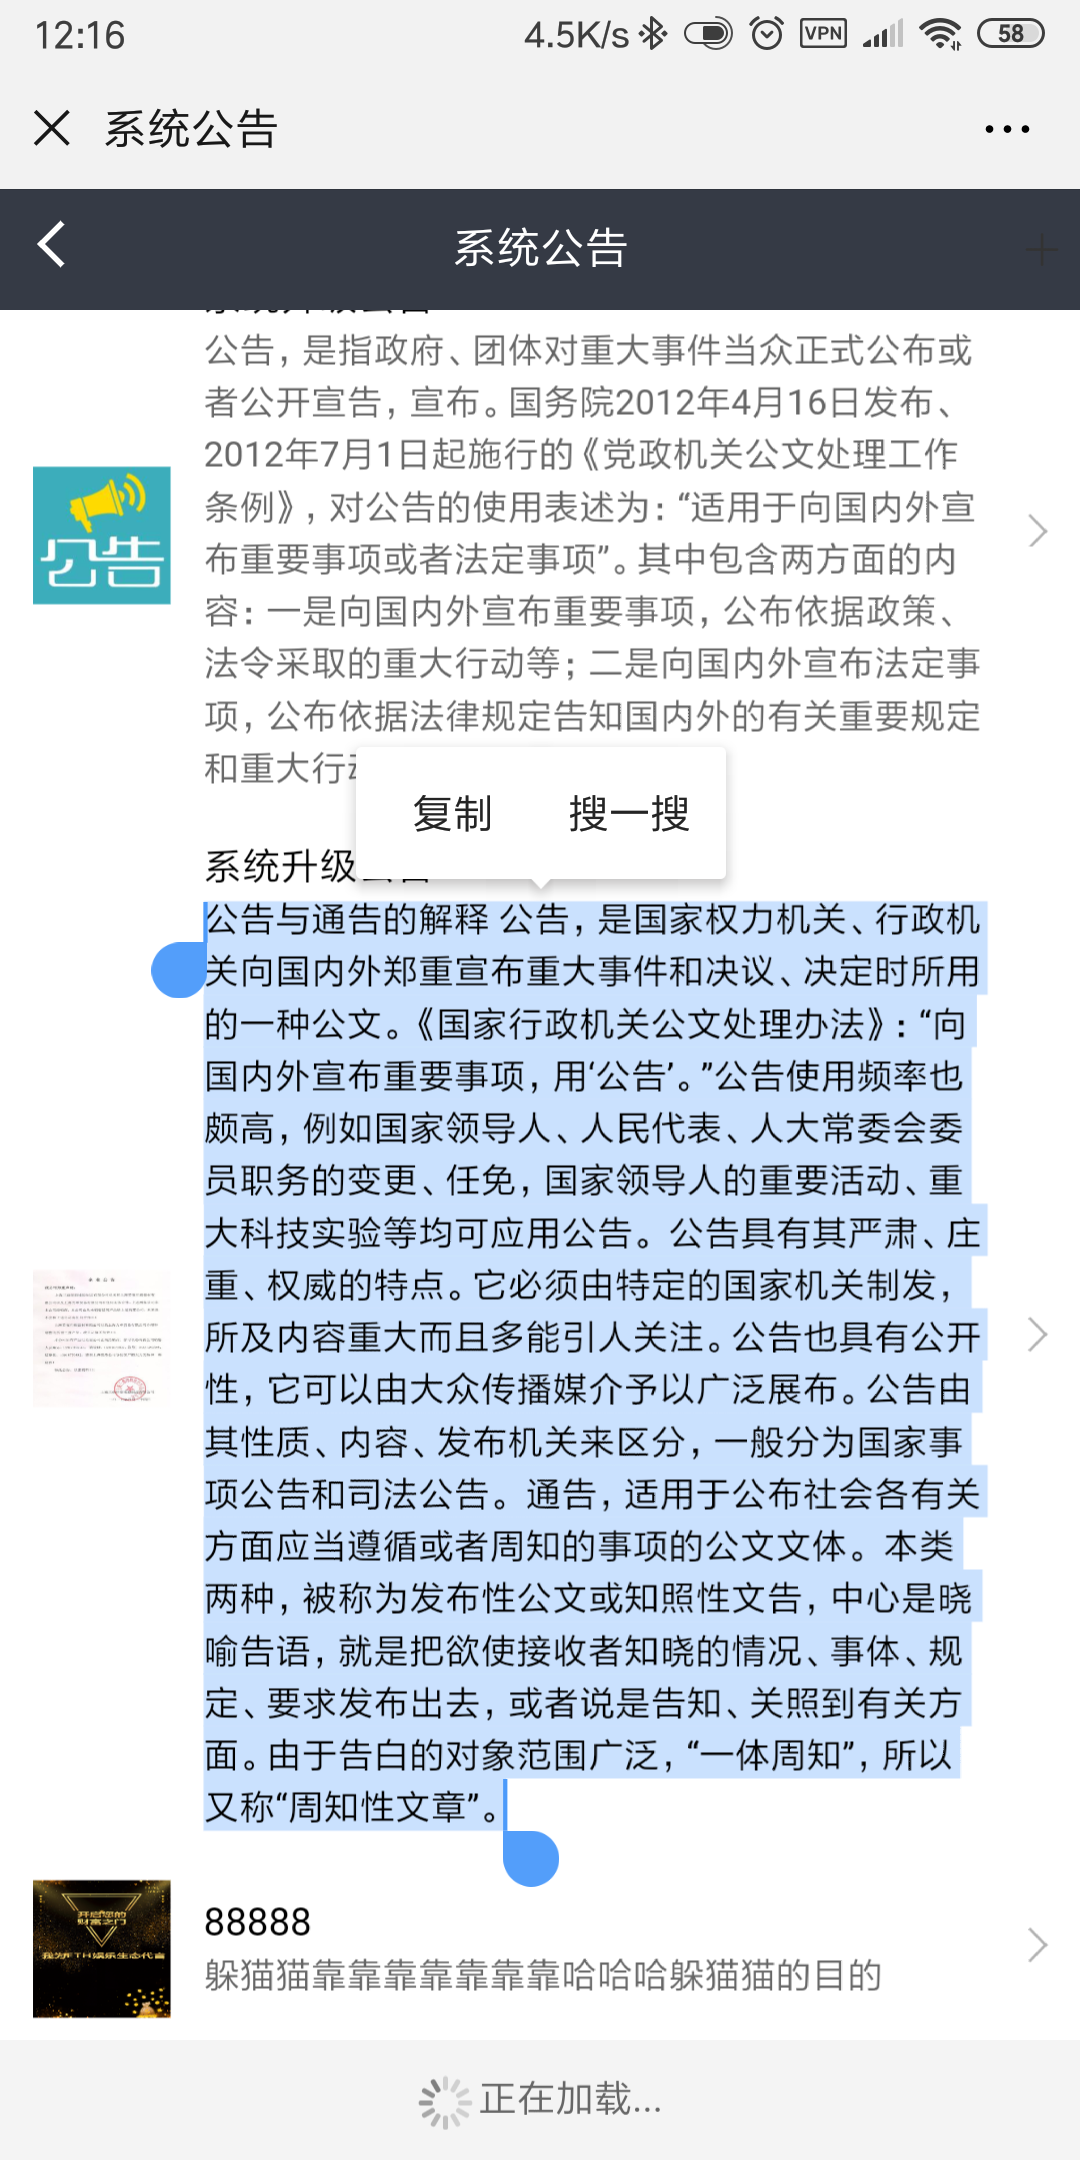 12:16
4.5K/s
VPN
58
系统公告
系统公告
公告，是指政府、团体对重大事件当众正式公布或
者公开宣告，宣布。国务院2012年4月16日发布、
2012年7月1日起施行的《党政机关公文处理工作
条例》，对公告的使用表述为：“适用于向国内外宣
布重要事项或者法定事项”。其中包含两方面的内
容：一是向国内外宣布重要事项，公布依据政策、
法令采取的重大行动等；二是向国内外宣布法定事
项，公布依据法律规定告知国内外的有关重要规定
和重大行
公告
复制
搜一搜
系统升级公告
公告与通告的解释 公告，是国家权力机关、行政机
关向国内外郑重宣布重大事件和决议、决定时所用
的一种公文。《国家行政机关公文处理办法》：“向
国内外宣布重要事项，用‘公告’。”公告使用频率也
颇高，例如国家领导人、人民代表、人大常委会委
员职务的变更、任免，国家领导人的重要活动、重
大科技实验等均可应用公告。公告具有其严肃、庄
重、权威的特点。它必须由特定的国家机关制发，
所及内容重大而且多能引人关注。公告也具有公开
性，它可以由大众传播媒介予以广泛展布。公告由
其性质、内容、发布机关来区分，一般分为国家事
项公告和司法公告。通告，适用于公布社会各有关
方面应当遵循或者周知的事项的公文文体。本类
两种，被称为发布性公文或知照性文告，中心是晓
喻告语，就是把欲使接收者知晓的情况、事体、规
定、要求发布出去，或者说是告知、关照到有关方
面。由于告白的对象范围广泛，“一体周知”，所以
又称“周知性文章”。
开启您的
财富之门
我为ETH娱乐生态代言
88888
躲猫猫靠靠靠靠靠靠靠哈哈哈躲猫猫的目的
正在加载...